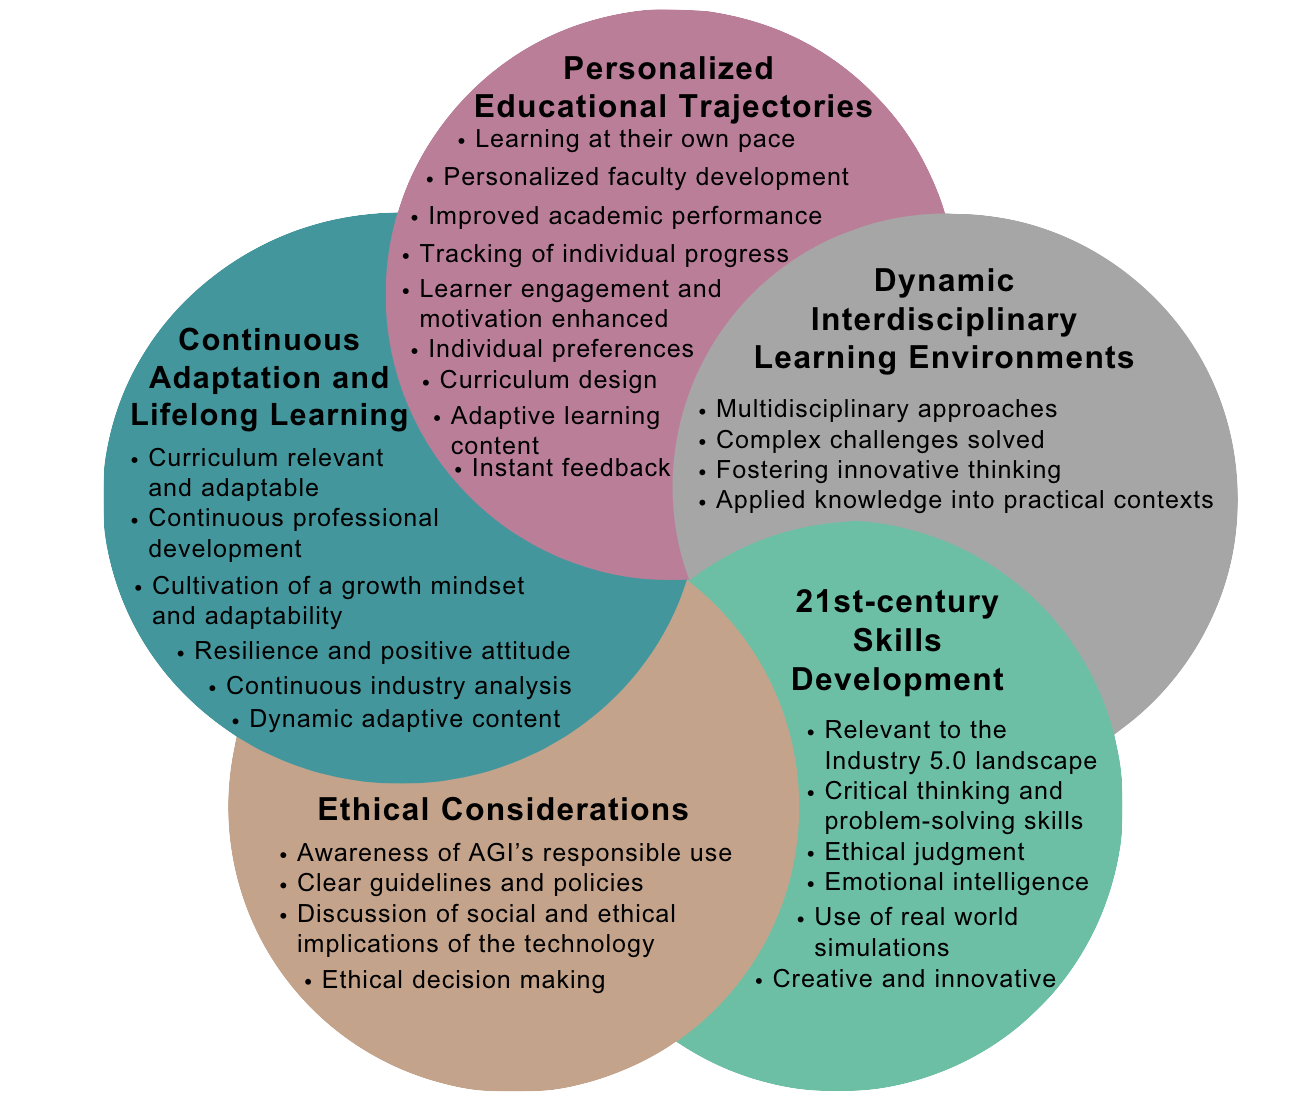 Personalized
Educational Trajectories
• Learning at their own pace
• Personalized faculty development
• Improved academic performance
• Tracking of individual progress
• Learner engagement and
motivation enhanced
• Individual preferences
• Curriculum design
• Adaptive learning
content
• Instant feedback
Dynamic
Interdisciplinary
Learning Environments
• Multidisciplinary approaches
• Complex challenges solved
• Fostering innovative thinking
• Applied knowledge into practical contexts
Continuous
Adaptation and
Lifelong Learning
• Curriculum relevant
and adaptable
• Continuous professional
development
• Cultivation of a growth mindset
and adaptability
• Resilience and positive attitude
• Continuous industry analysis
• Dynamic adaptive content
21st-century
Skills
Development
• Relevant to the
Industry 5.0 landscape
• Critical thinking and
problem-solving skills
• Ethical judgment
• Emotional intelligence
• Use of real world
simulations
• Creative and innovative
Ethical Considerations
• Awareness of AGI’s responsible use
• Clear guidelines and policies
• Discussion of social and ethical
implications of the technology
• Ethical decision making